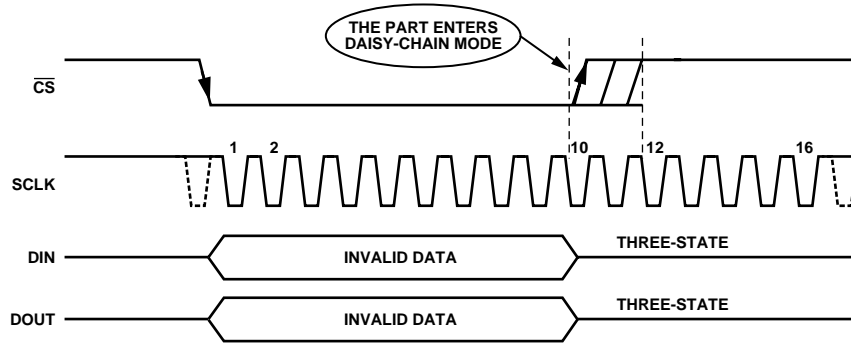 THE PART ENTERS
DAISY-CHAIN MODE
CS
1 2 10 12 16
SCLK
THREE-STATE
DIN INVALID DATA
THREE-STATE
DOUT INVALID DATA